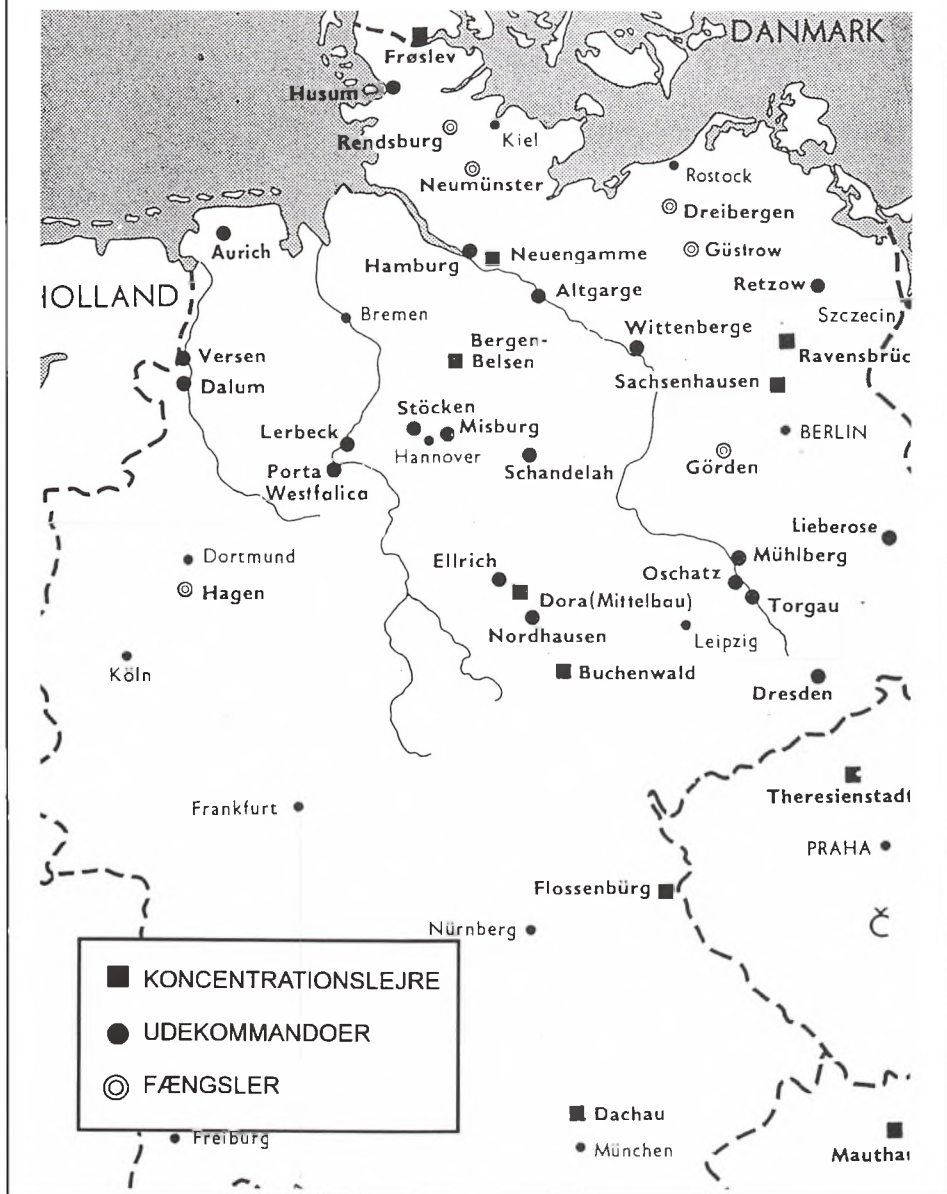 DANMARK
Frøslev
Husum
Rendsburg
Kiel
Neumünster
Rostock
Dreibergen
Aurich
Hamburg
Neuengamme
Güstrow
HOLLAND
Altgarge
Retzow
Bremen
Szczecin
Wittenberge
Bergen-
Belsen
Ravensbrüc
Versen
Dalum
Sachsenhausen
Stöcken
Misburg
Lerbeck
Hannover
BERLIN
Porta
Westfalica
Schandelah
Görden
Lieberose
Dortmund
Mühlberg
Ellrich
Oschatz
Hagen
Dora (Mittelbau)
Torgau
Nordhausen
Leipzig
Köln
Buchenwald
Dresden
Theresienstadt
Frankfurt
PRAHA
Flossenbürg
Č
Nürnberg
KONCENTRATIONSLEJRE
UDEKOMMANDOER
FÆNGSLER
Dachau
Freiburg
München
Mauthau